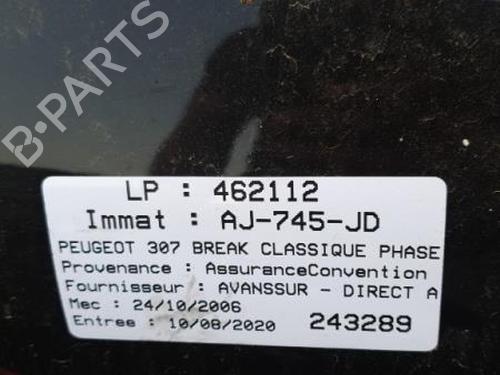 B-PARTS
LP : 462112
Immat : AJ-745-JD
PEUGEOT 307 BREAK CLASSIQUE PHASE
Provenance : AssuranceConvention
Fournisseur : AVANSSUR - DIRECT A
Mec : 24/10/2006
Entree : 10/08/2020 243289